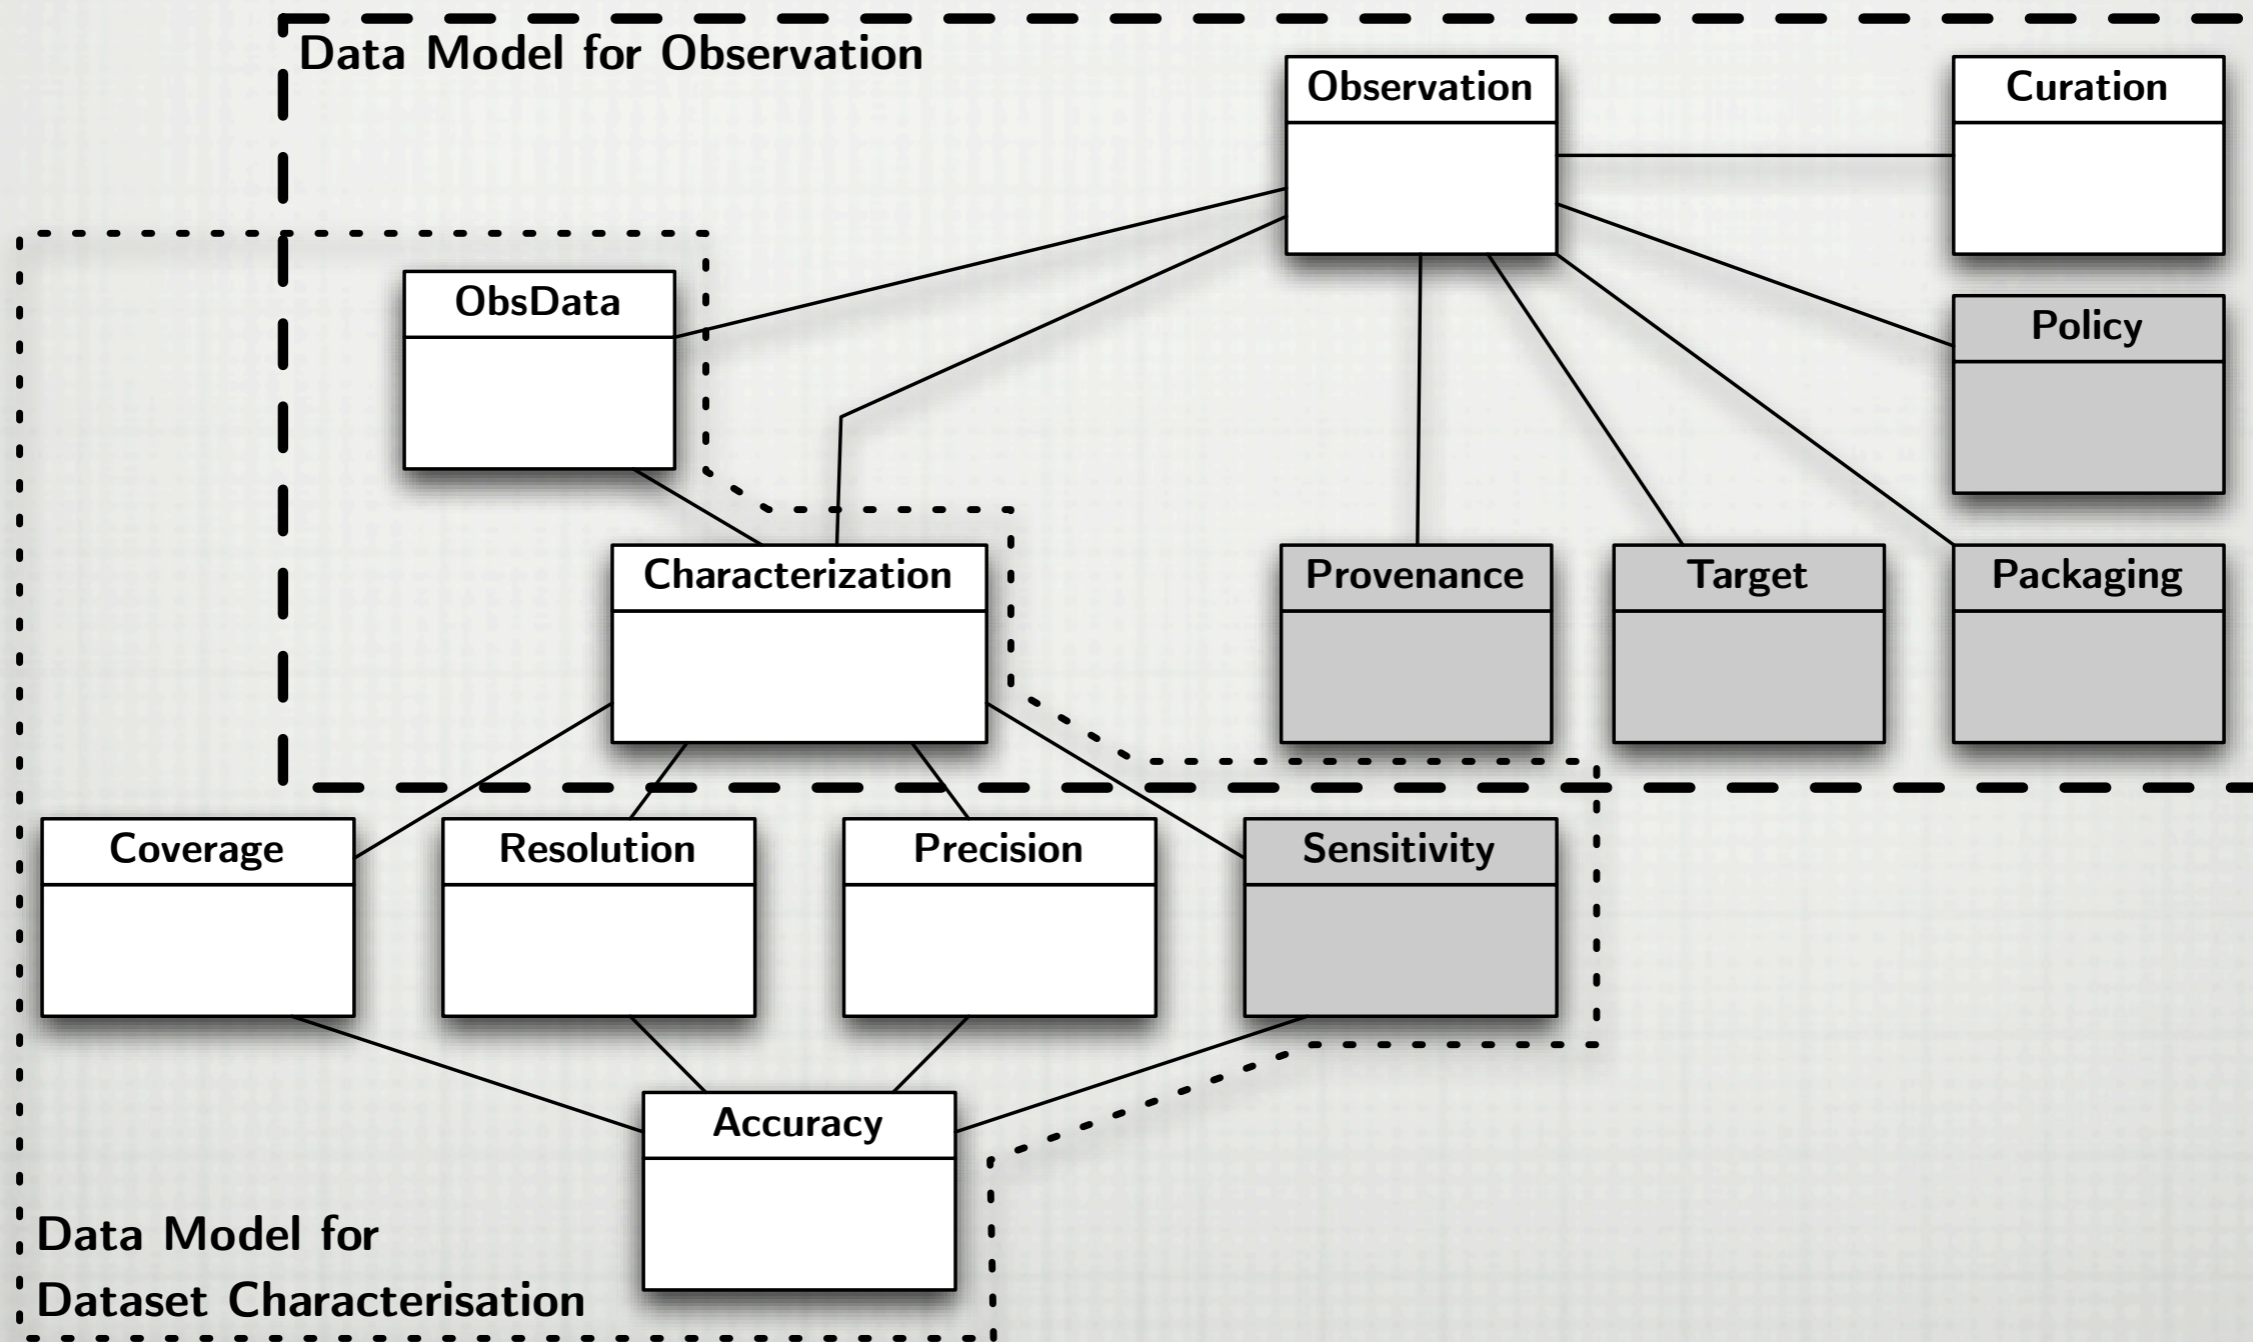 Data Model for Observation
Observation
Curation
ObsData
Policy
Characterization
Provenance
Target
Packaging
Coverage
Resolution
Precision
Sensitivity
Accuracy
Data Model for
Dataset Characterisation